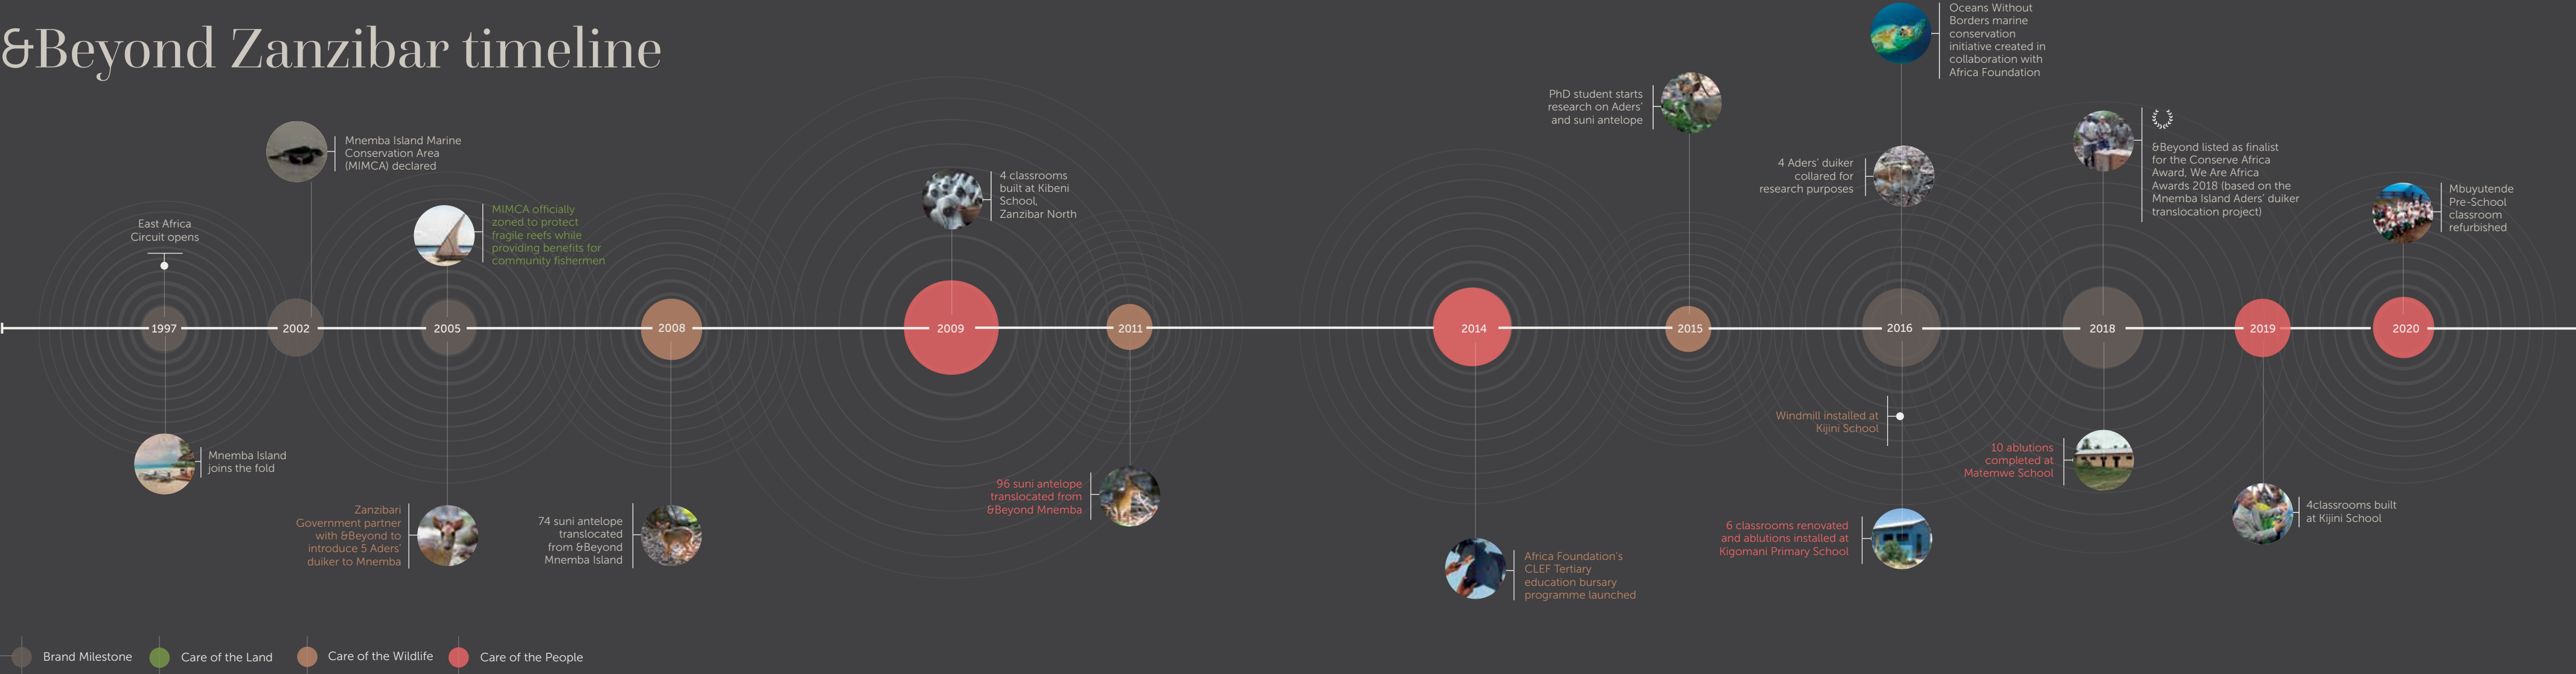 &Beyond Zanzibar timeline
East Africa
Circuit opens
1997
Mnemba Island
joins the fold
Mnemba Island Marine
Conservation Area
(MIMCA) declared
2002
MIMCA officially
zoned to protect
fragile reefs while
providing benefits for
community fishermen
2005
Zanzibari
Government partner
with &Beyond to
introduce 5 Aders'
duiker to Mnemba
2008
74 suni antelope
translocated
from &Beyond
Mnemba Island
4 classrooms
built at Kibeni
School,
Zanzibar North
2009
2011
96 suni antelope
translocated from
&Beyond Mnemba
2014
Africa Foundation's
CLEF Tertiary
education bursary
programme launched
PhD student starts
research on Aders'
and suni antelope
2015
Oceans Without
Borders marine
conservation
initiative created in
collaboration with
Africa Foundation
4 Aders' duiker
collared for
research purposes
2016
Windmill installed at
Kijini School
6 classrooms renovated
and ablutions installed at
Kigomani Primary School
&Beyond listed as finalist
for the Conserve Africa
Award, We Are Africa
Awards 2018 (based on the
Mnemba Island Aders' duiker
translocation project)
2018
10 ablutions
completed at
Matemwe School
2019
4classrooms built
at Kijini School
Mbuyutende
Pre-School
classroom
refurbished
2020
Brand Milestone
Care of the Land
Care of the Wildlife
Care of the People